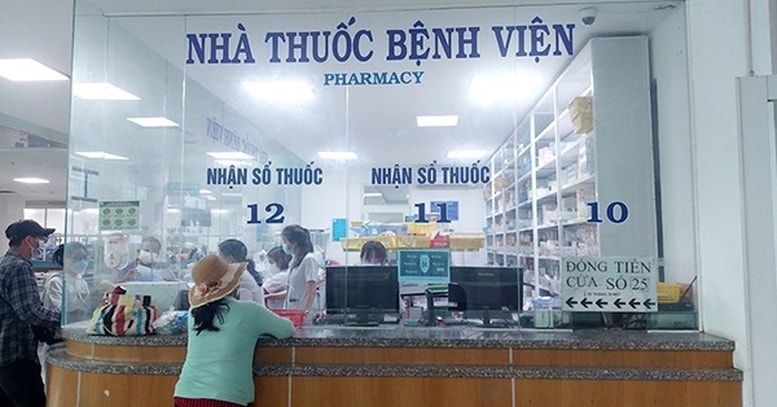 NHÀ THUỐC BỆNH VIỆN
PHARMACY
NHẬN SỔ THUỐC
12
NHẬN SỔ THUỐC
11
10
ĐÓNG TIỀN
CỬA SỐ 25